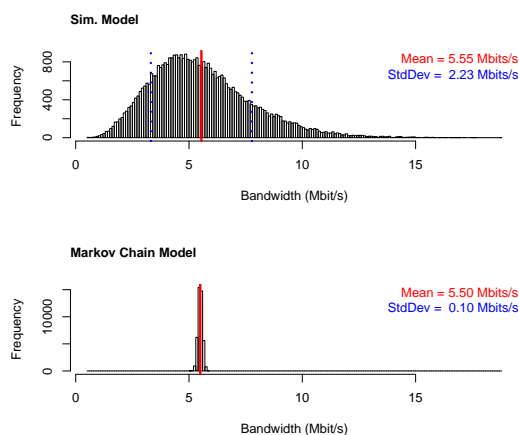 Sim. Model
Mean = 5.55 Mbits/s
StdDev = 2.23 Mbits/s
Frequency
800
400
0
0 5 10 15
Bandwidth (Mbit/s)
Markov Chain Model
Mean = 5.50 Mbits/s
StdDev = 0.10 Mbits/s
Frequency
10000
0
0 5 10 15
Bandwidth (Mbit/s)